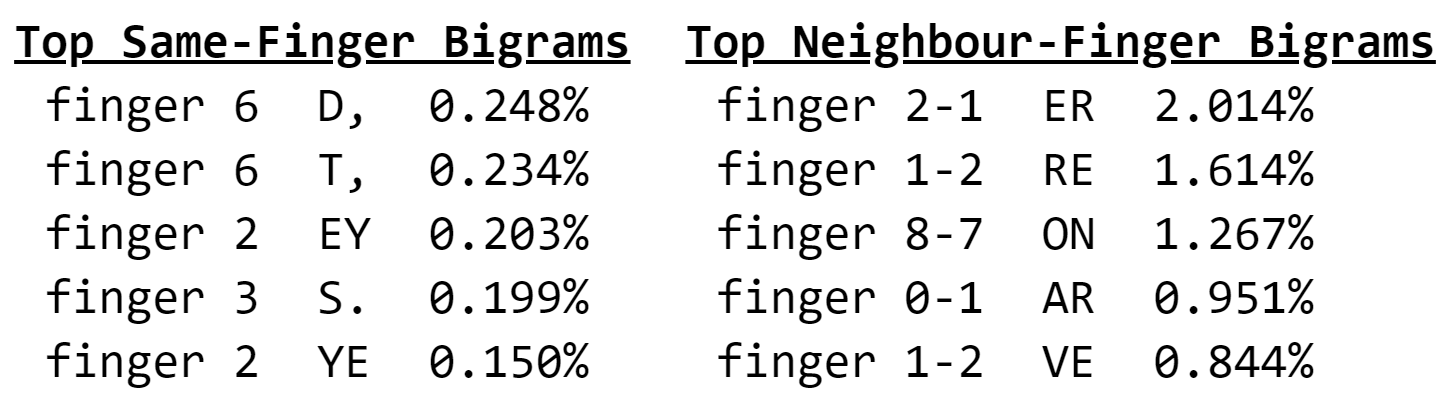 Top Same-Finger Bigrams Top Neighbour-Finger Bigrams
finger 6 D, 0.248% finger 2-1 ER 2.014%
finger 6 T, 0.234% finger 1-2 RE 1.614%
finger 2 EY 0.203% finger 8-7 ON 1.267%
finger 3 S. 0.199% finger 0-1 AR 0.951%
finger 2 YE 0.150% finger 1-2 VE 0.844%